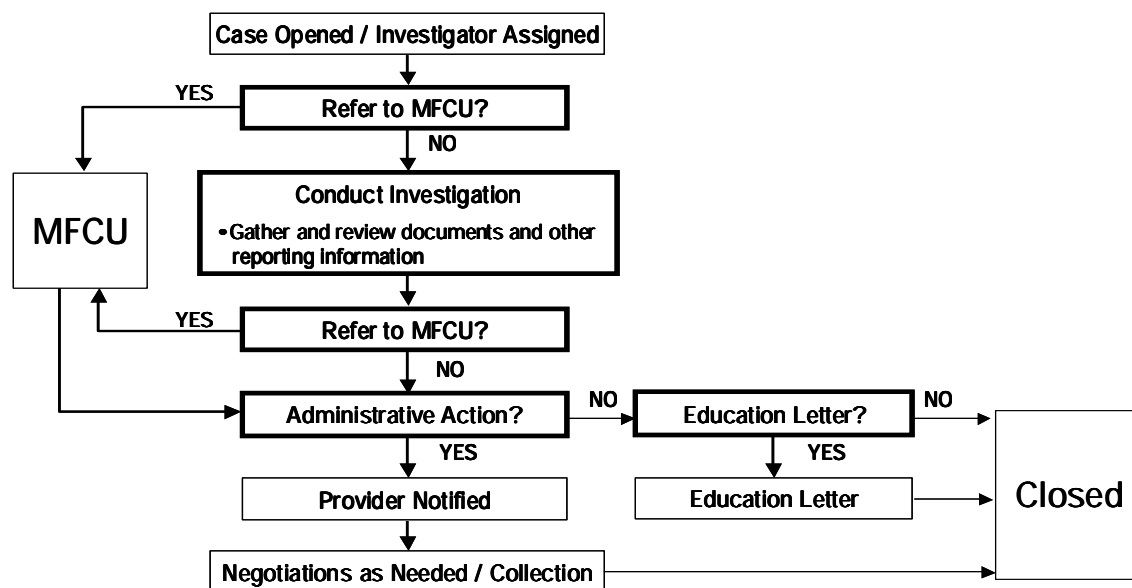 Case Opened / Investigator Assigned
YES
Refer to MFCU?
NO
MFCU
Conduct Investigation
•Gather and review documents and other
reporting information
YES
Refer to MFCU?
NO
Administrative Action?
NO
Education Letter?
NO
YES
YES
Provider Notified
Education Letter
Closed
Negotiations as Needed / Collection